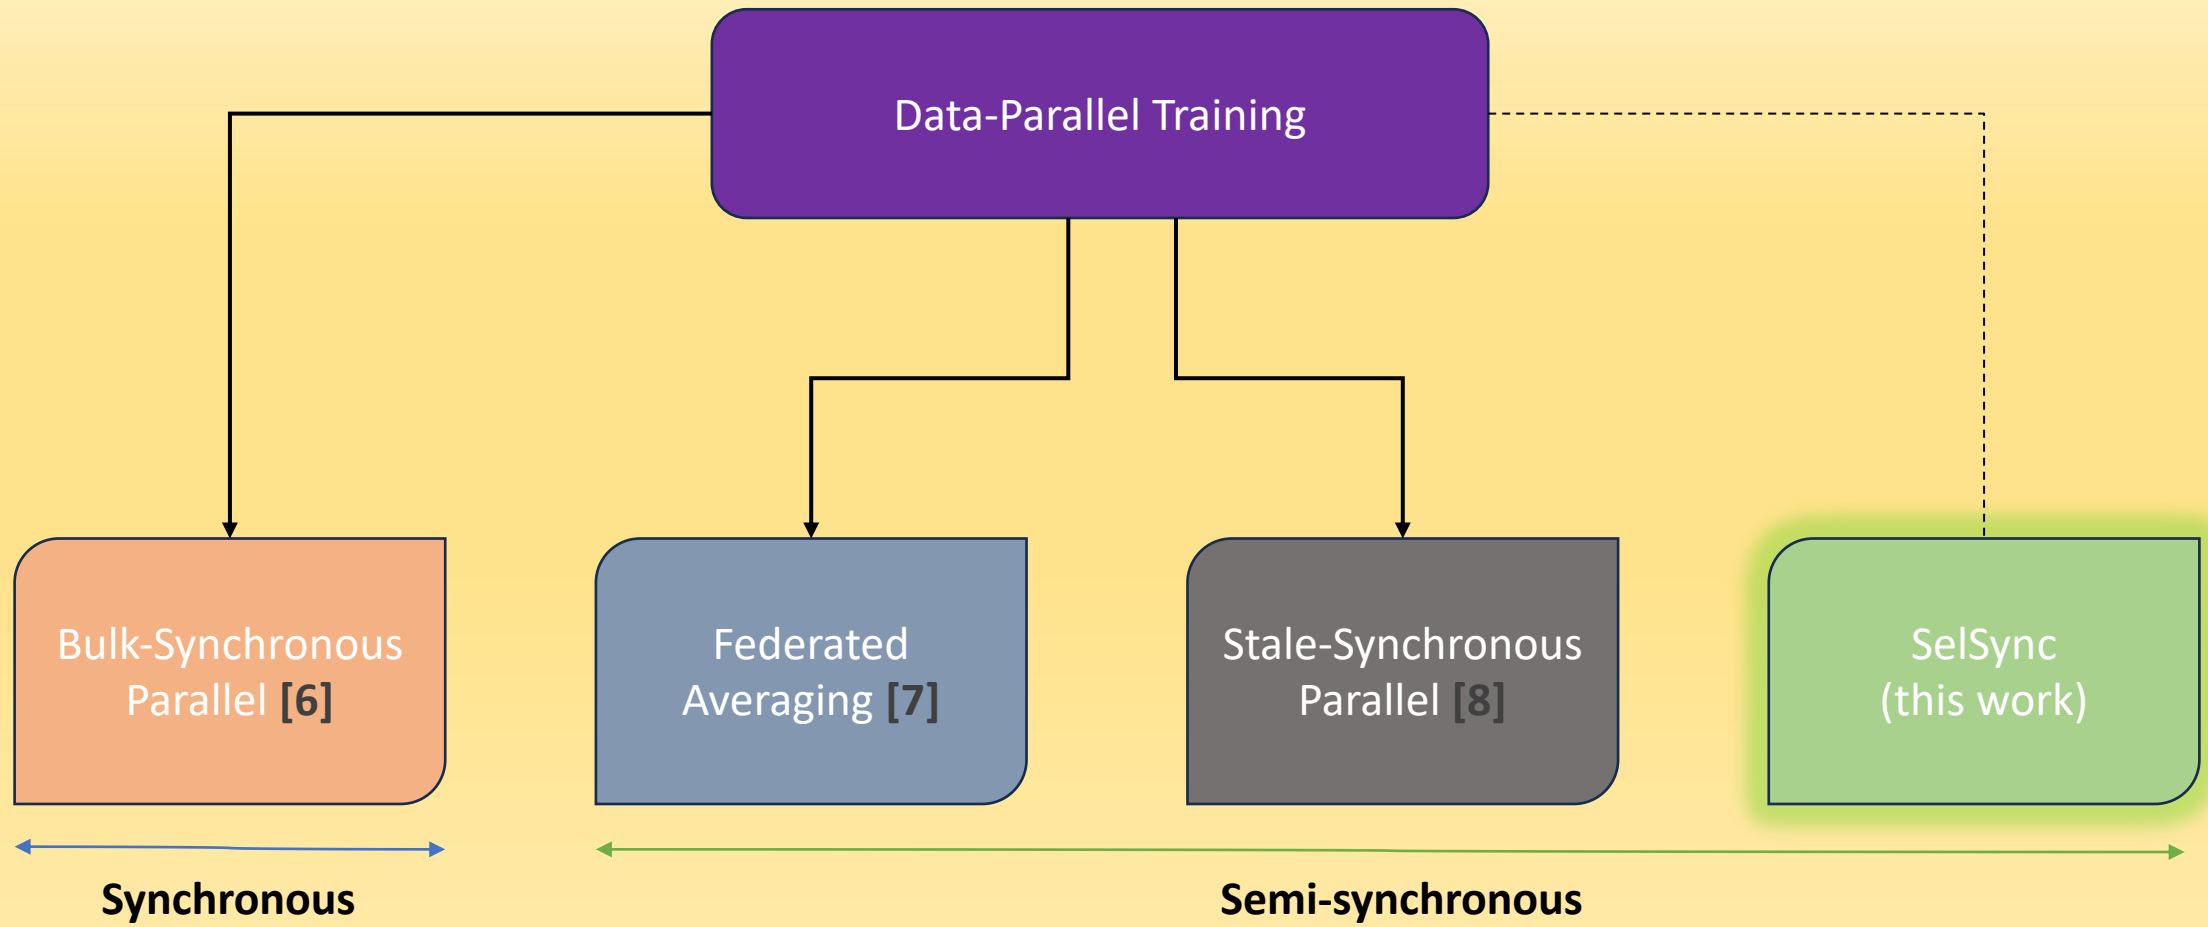 Data-Parallel Training
Bulk-Synchronous
Parallel [6]
Federated
Averaging [7]
Stale-Synchronous
Parallel [8]
SelSync
(this work)
Synchronous
Semi-synchronous